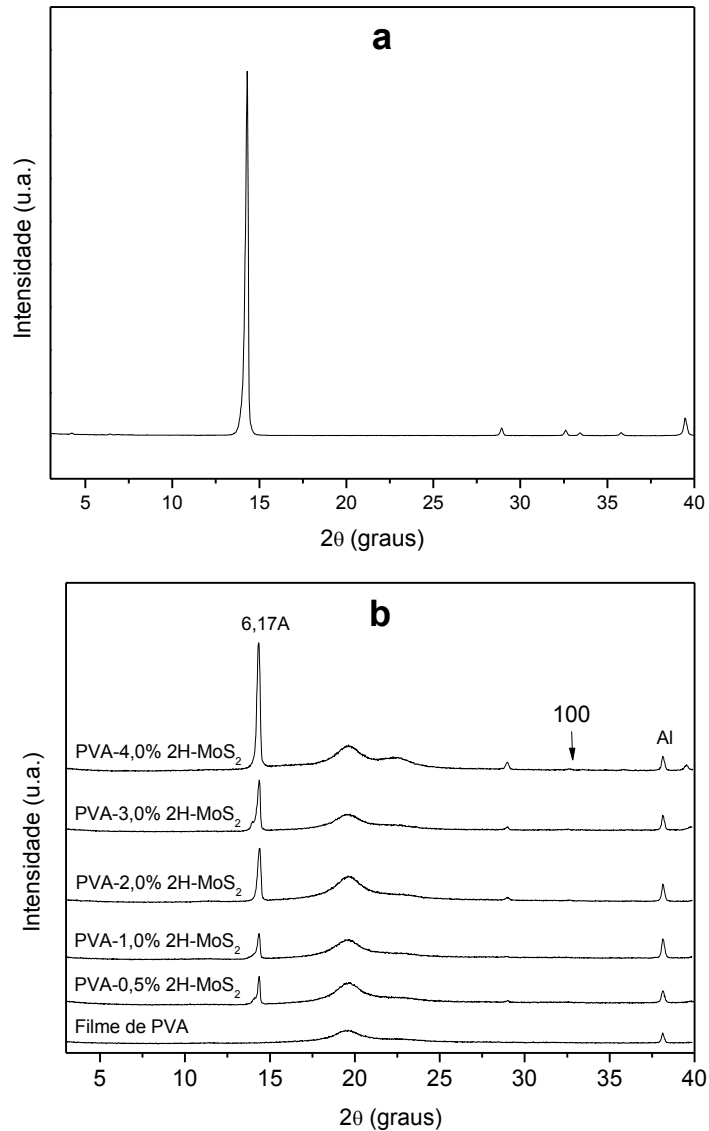 a
Intensidade (u.a.)
5 10 15 20 25 30 35 40
2θ (graus)
b
6,17A
100
Al
PVA-4,0% 2H-MoS₂
PVA-3,0% 2H-MoS₂
PVA-2,0% 2H-MoS₂
PVA-1,0% 2H-MoS₂
PVA-0,5% 2H-MoS₂
Filme de PVA
Intensidade (u.a.)
5 10 15 20 25 30 35 40
2θ (graus)